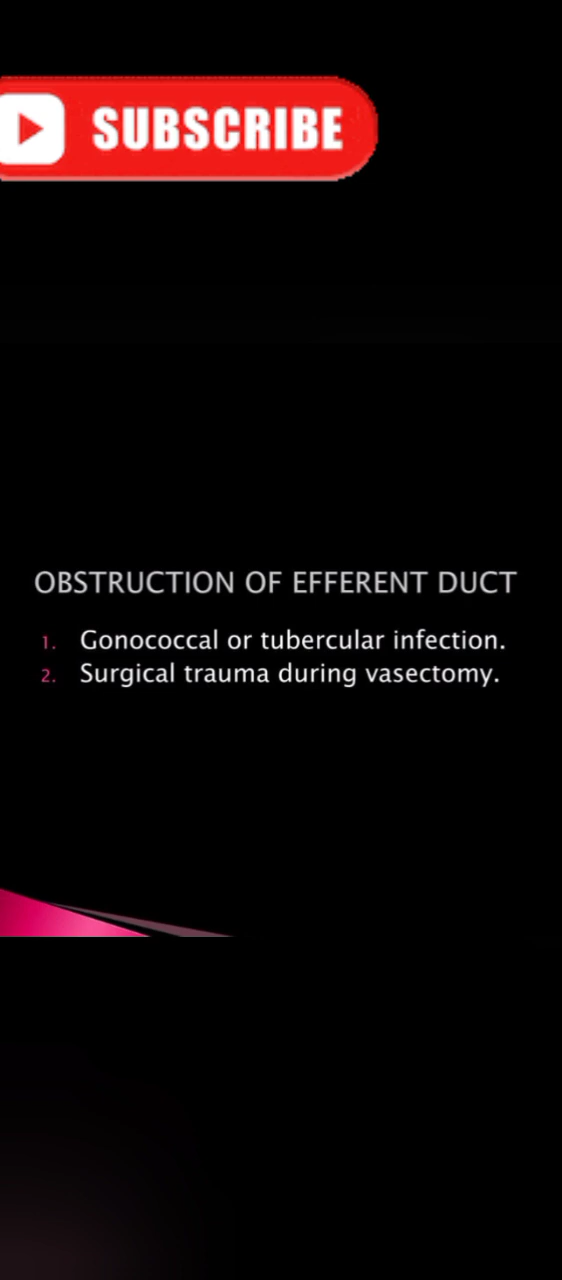 SUBSCRIBE
OBSTRUCTION OF EFFERENT DUCT
1. Gonococcal or tubercular infection.
2. Surgical trauma during vasectomy.